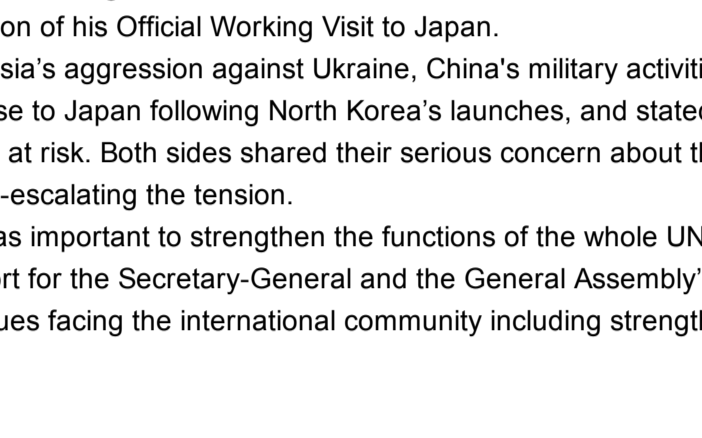 on of his Official Working Visit to Japan.
sia’s aggression against Ukraine, China's military activiti
se to Japan following North Korea’s launches, and state
at risk. Both sides shared their serious concern about t
-escalating the tension.
as important to strengthen the functions of the whole UN
rt for the Secretary-General and the General Assembly’
ues facing the international community including strengt